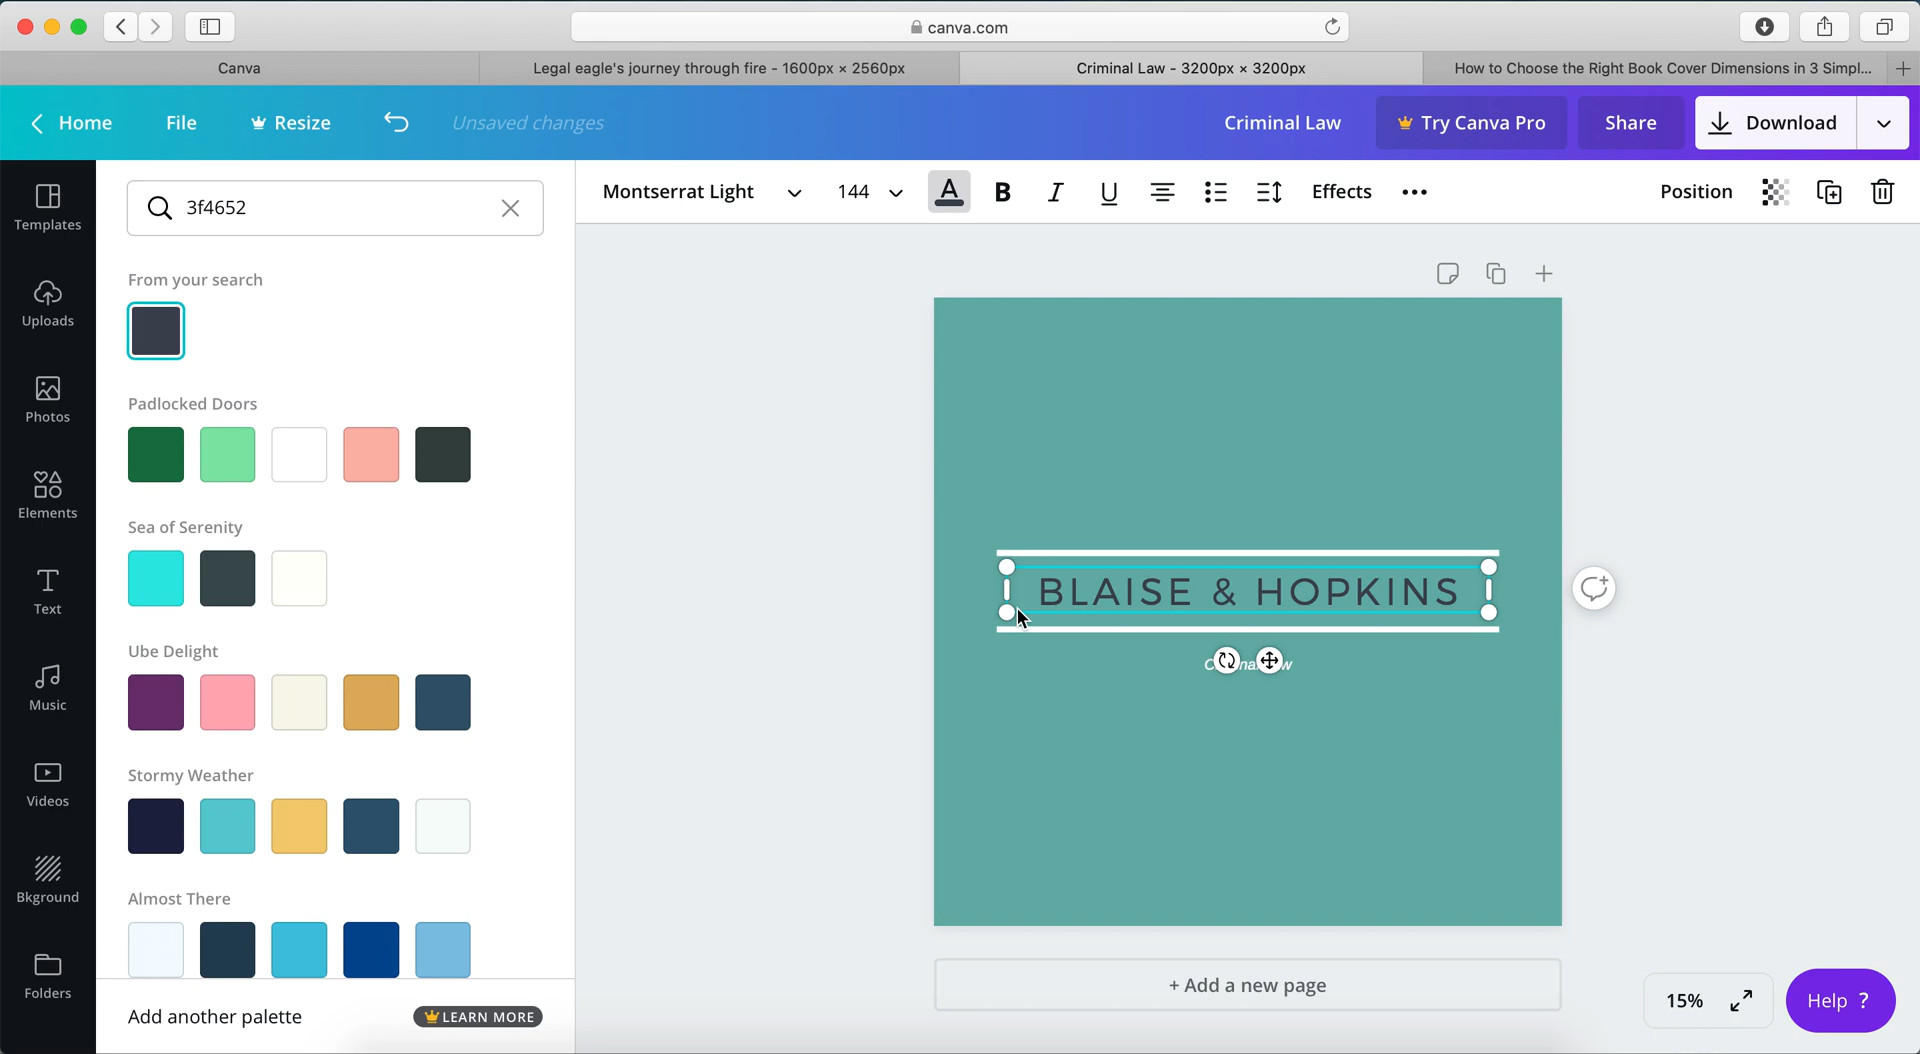 canva.com
Canva
Legal eagle's journey through fire - 1600px × 2560px
Criminal Law - 3200px × 3200px
How to Choose the Right Book Cover Dimensions in 3 Simpl...
Home
File
Resize
Unsaved changes
Criminal Law
Try Canva Pro
Share
Download
Templates
Uploads
Photos
Elements
Text
Music
Videos
Bkground
Folders
3f4652
From your search
Padlocked Doors
Sea of Serenity
Ube Delight
Stormy Weather
Almost There
Add another palette
LEARN MORE
Montserrat Light
144
A
B
I
U
Effects
Position
BLAISE & HOPKINS
+ Add a new page
15%
Help ?